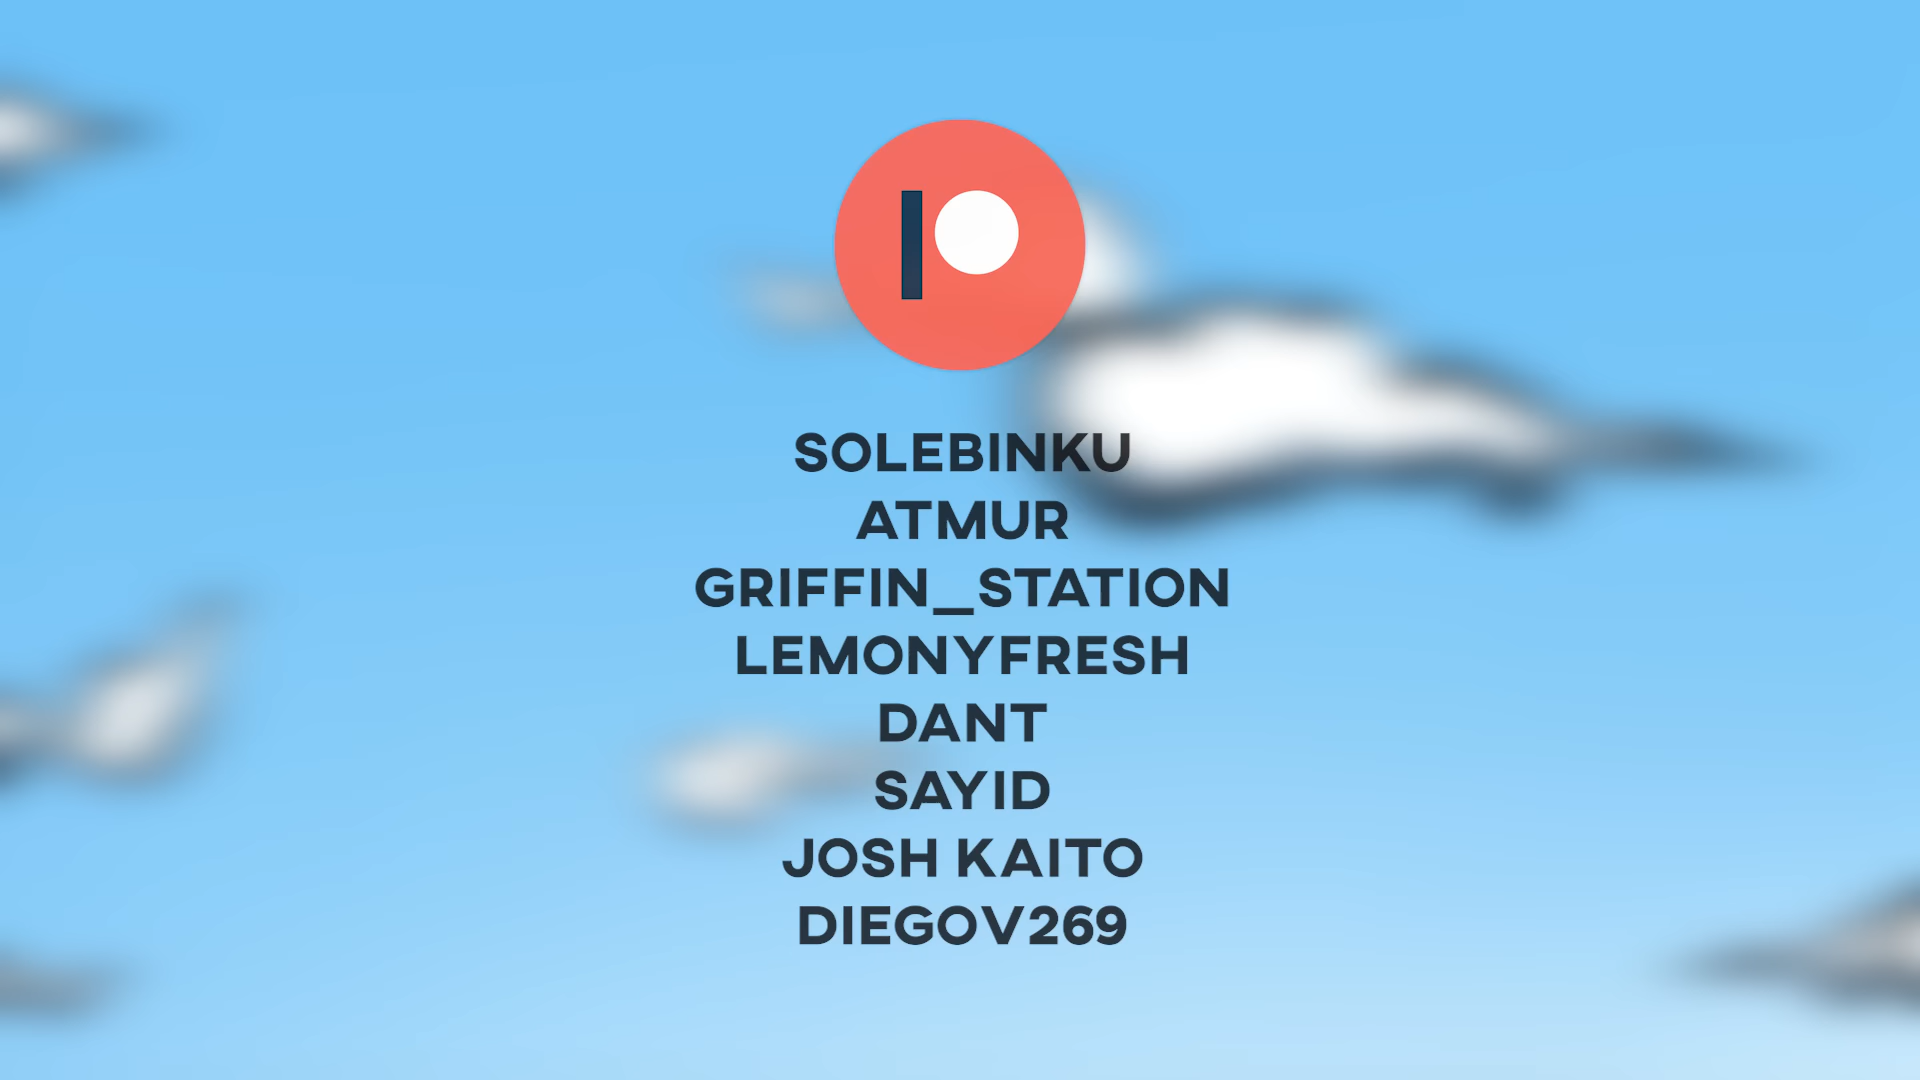 SOLEBINKU
ATMUR
GRIFFIN_STATION
LEMONYFRESH
DANT
SAYID
JOSH KAITO
DIEGOV269